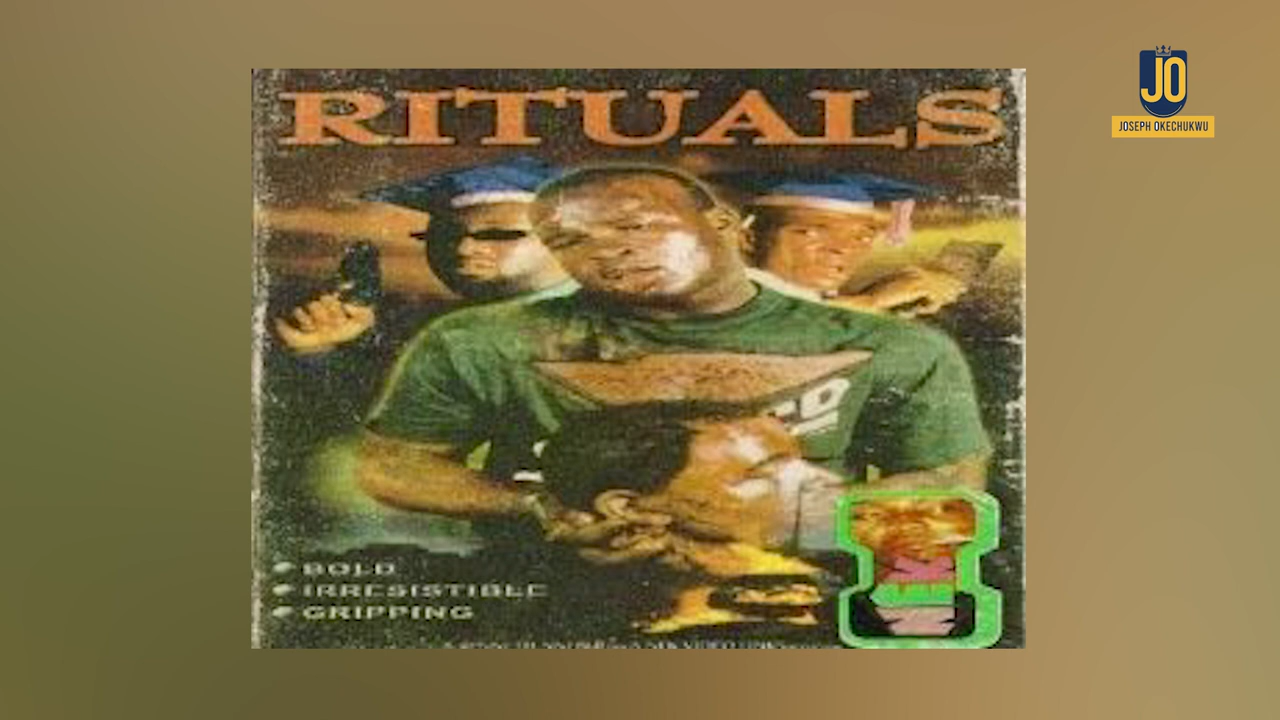 RITUALS
JO
JOSEPH OKECHUKWU
BOLD
IRRESISTIBLE
GRIPPING